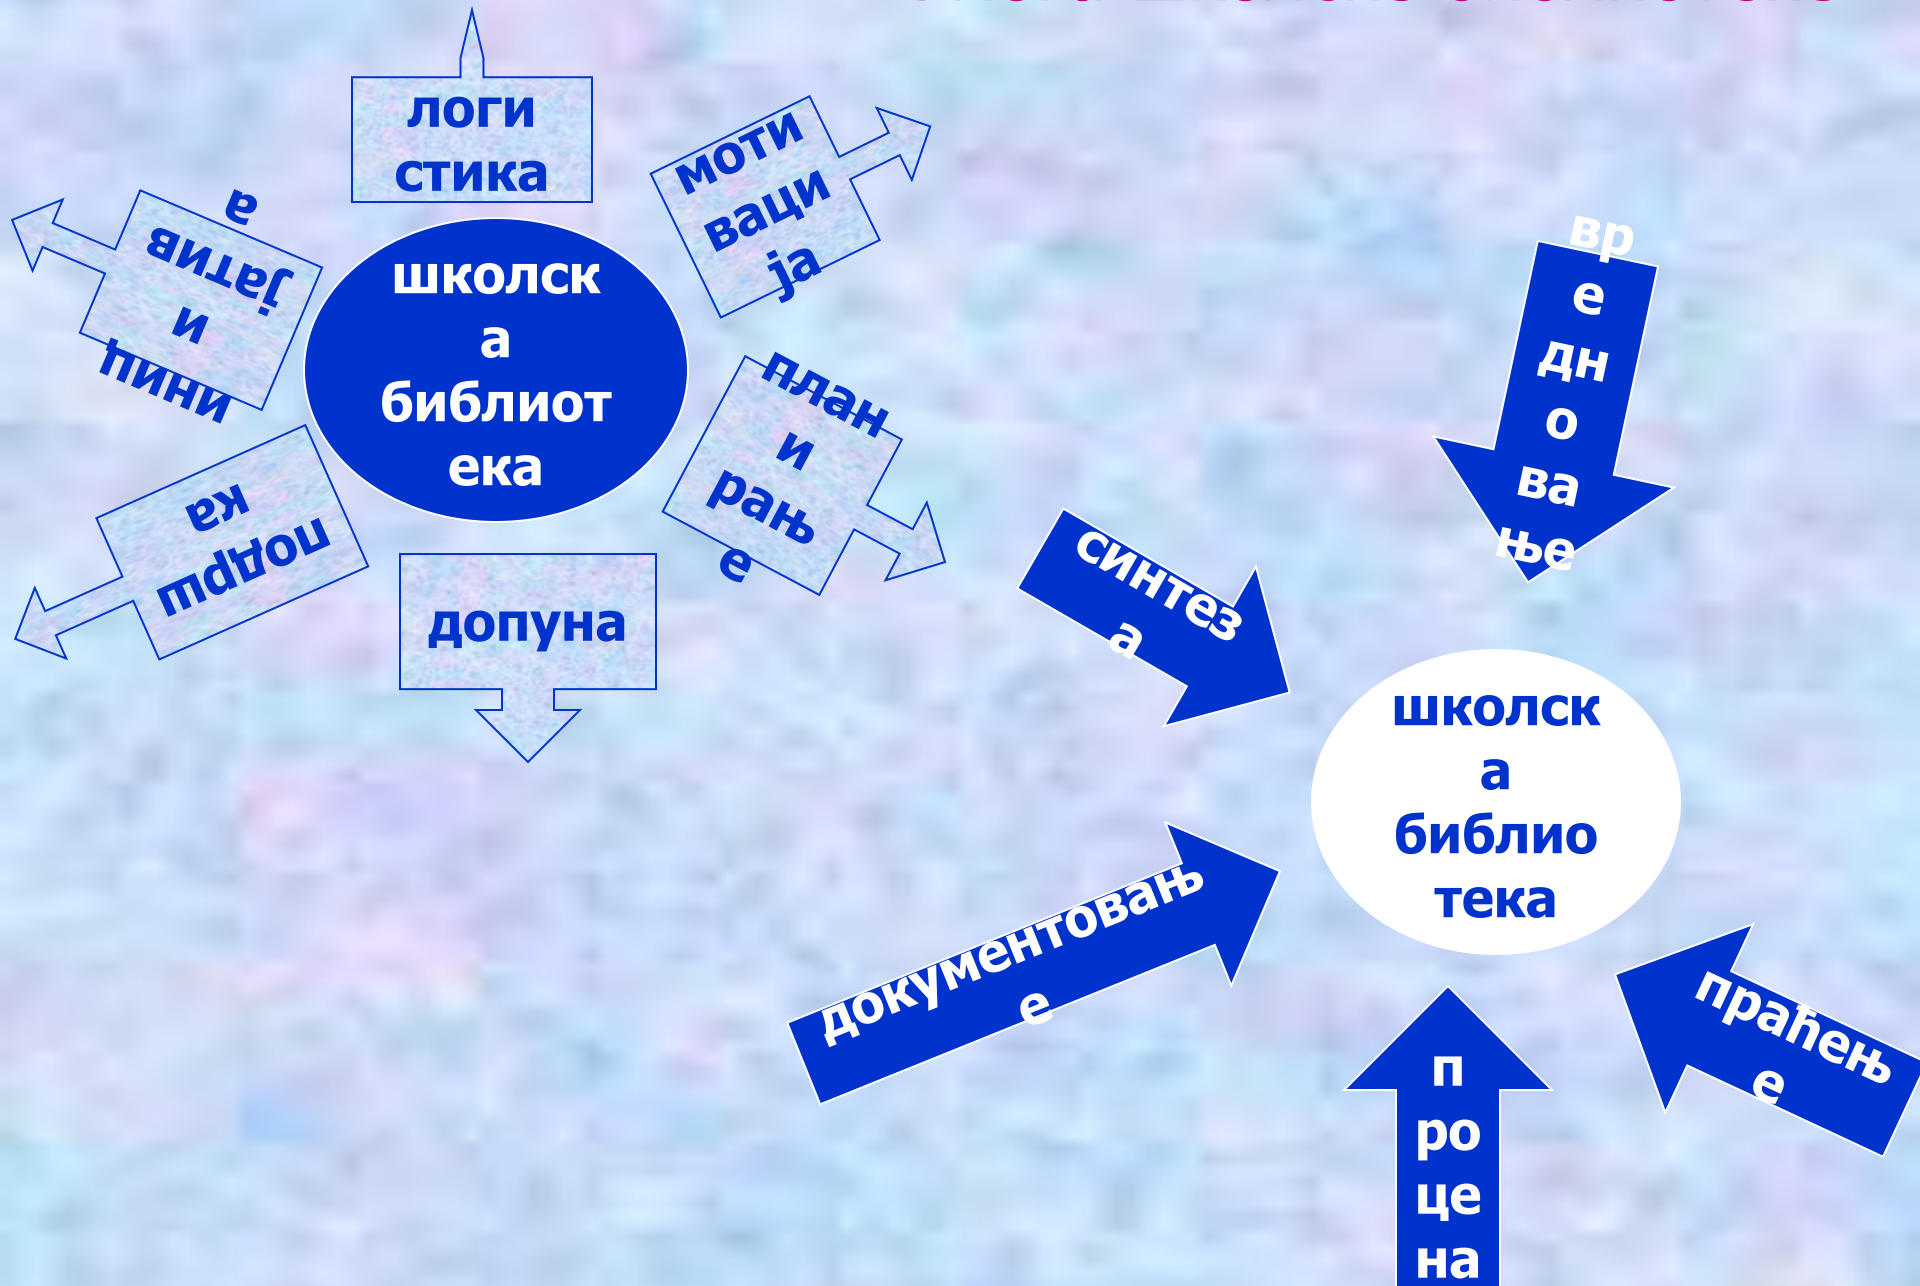 логи
стика
моти
ваци
ја
иниц
и
јатив
а
школск
а
библиот
ека
план
и
рањ
е
подрш
ка
допуна
вр
е
дн
о
ва
ње
синтез
а
школск
а
библио
тека
документовањ
е
праћењ
е
п
ро
це
на